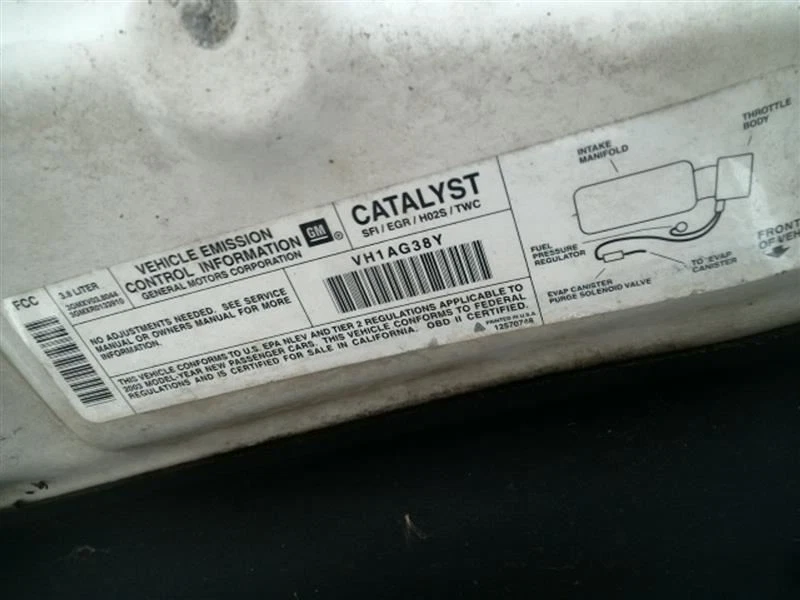 FCC
3.8 LITER
VEHICLE EMISSION
CONTROL INFORMATION
GENERAL MOTORS CORPORATION
GM
®
CATALYST
SFI / EGR / H02S / TWC
NO ADJUSTMENTS NEEDED. SEE SERVICE
MANUAL OR OWNERS MANUAL FOR MORE
INFORMATION.
VH1AG38Y
THIS VEHICLE CONFORMS TO U.S. EPA NLEV AND TIER 2 REGULATIONS APPLICABLE TO
2003 MODEL-YEAR NEW PASSENGER CARS. THIS VEHICLE CONFORMS TO FEDERAL
REGULATIONS AND IS CERTIFIED FOR SALE IN CALIFORNIA. OBD II CERTIFIED.
PRINTED IN U.S.A.
INTAKE
MANIFOLD
THROTTLE
BODY
FUEL
PRESSURE
REGULATOR
EVAP CANISTER
PURGE SOLENOID VALVE
TO EVAP
CANISTER
FRONT
OF VEH